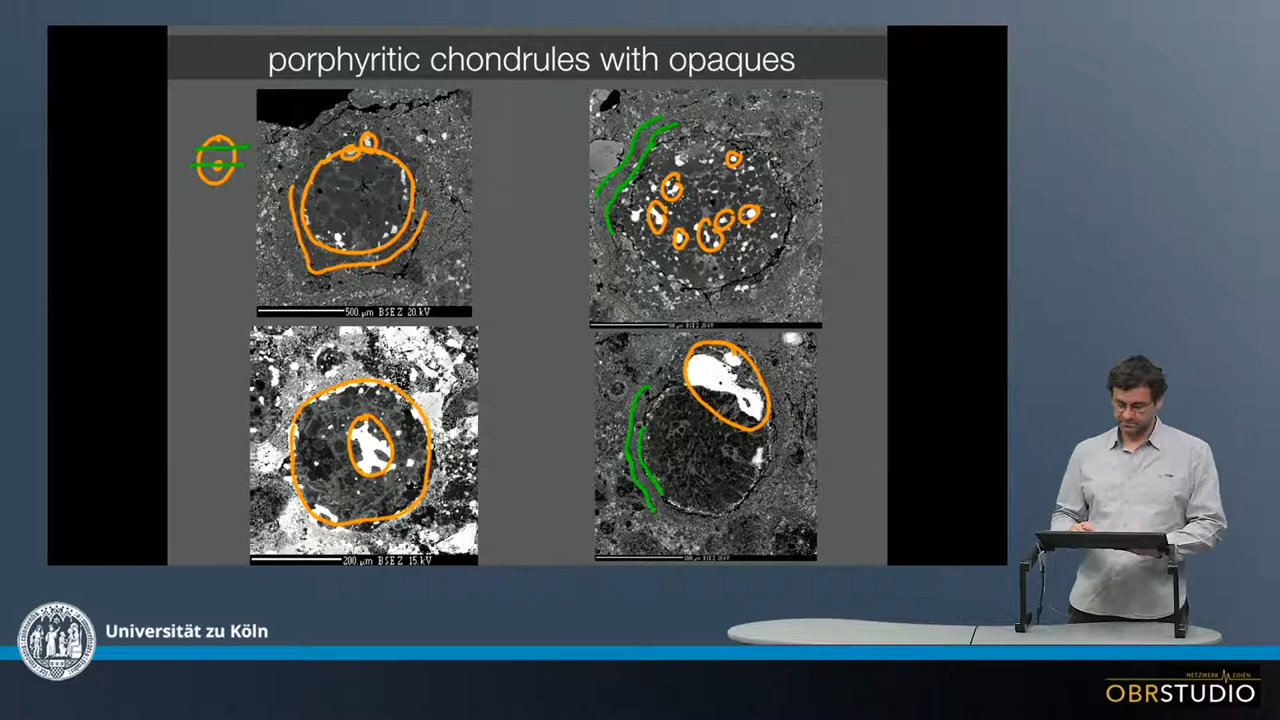 porphyritic chondrules with opaques
500 µm BSE Z 20 kV
200 µm BSE Z 15.kV
Universität zu Köln
NETZWERK MEDIEN
OBRSTUDIO